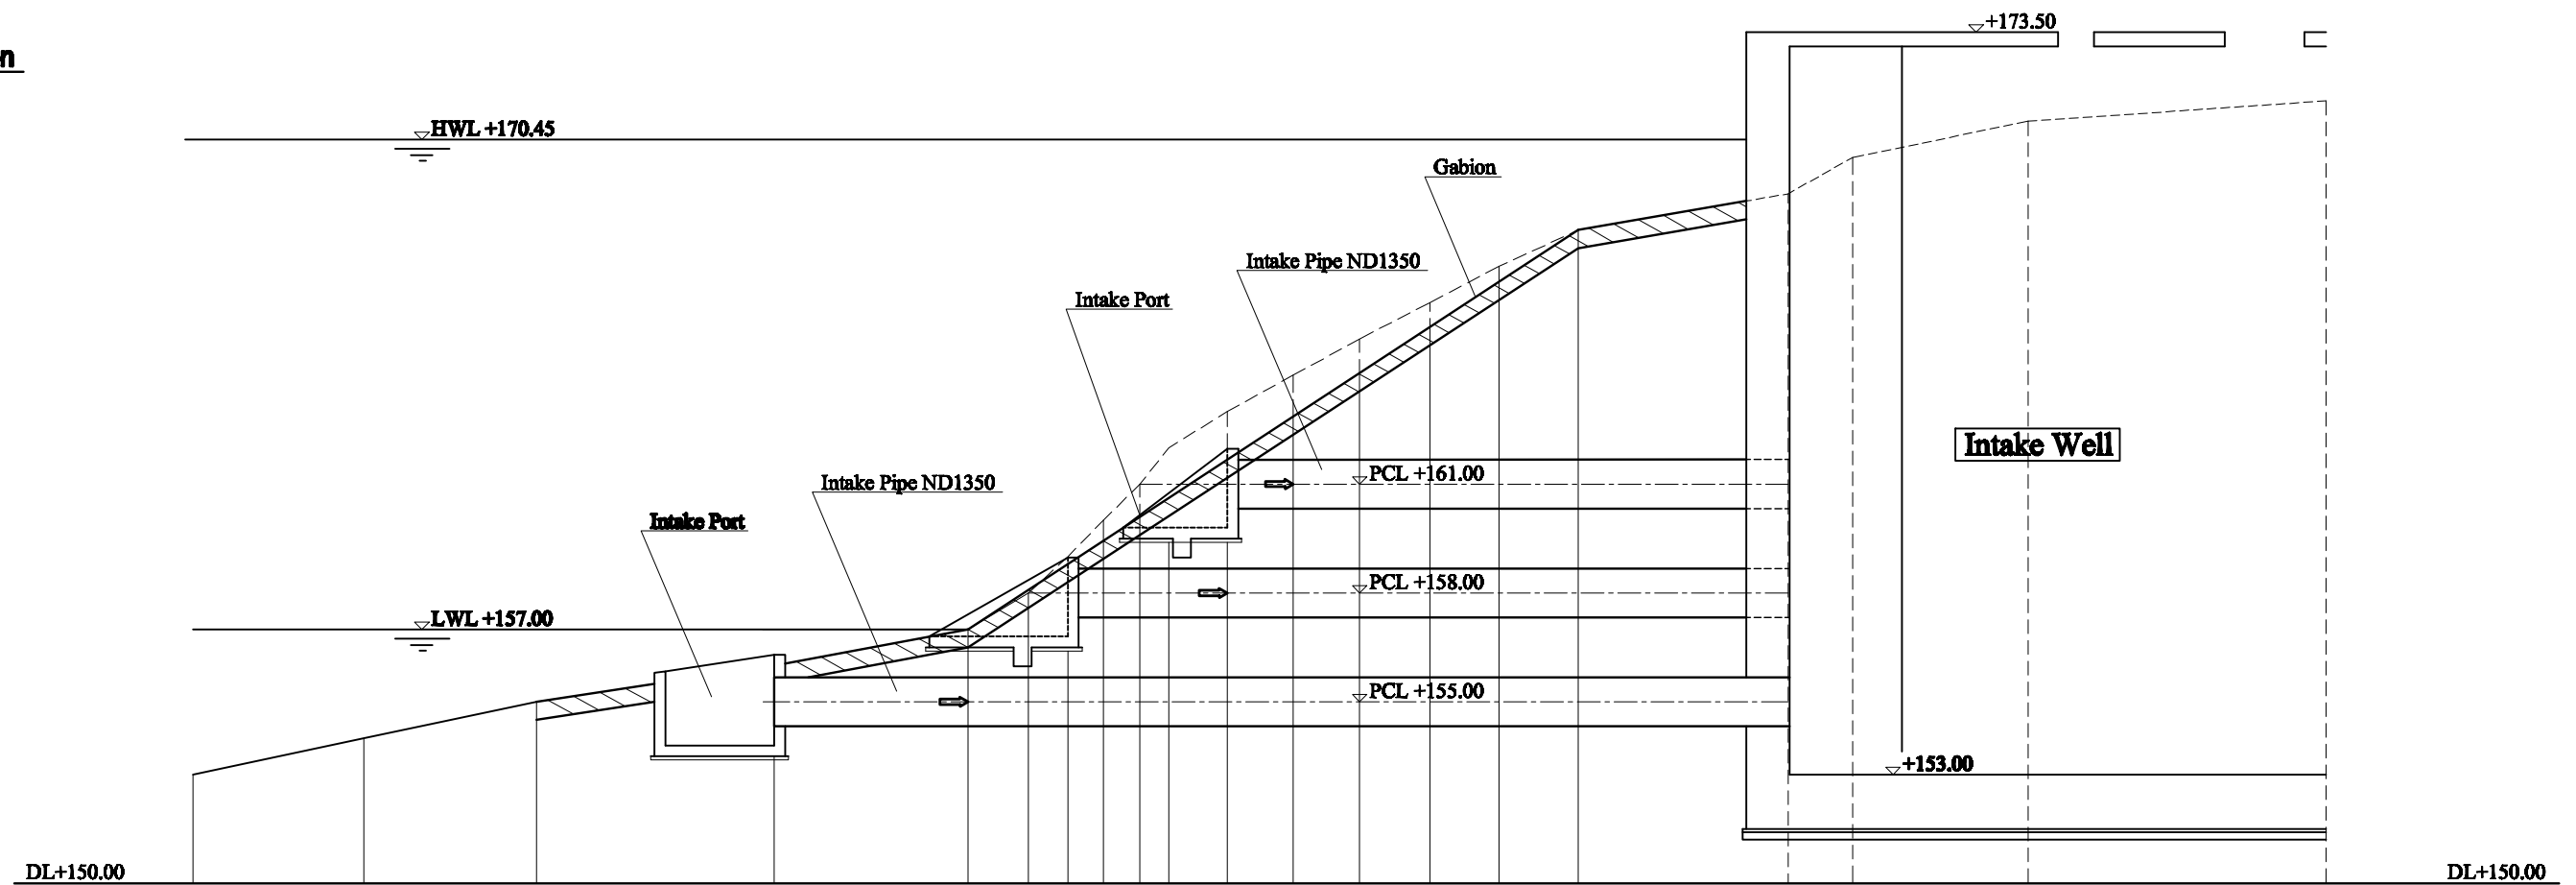 +173.50
n
HWL +170.45
Gabion
Intake Pipe ND1350
Intake Port
Intake Well
PCL +161.00
Intake Pipe ND1350
Intake Port
PCL +158.00
LWL +157.00
PCL +155.00
+153.00
DL+150.00
DL+150.00